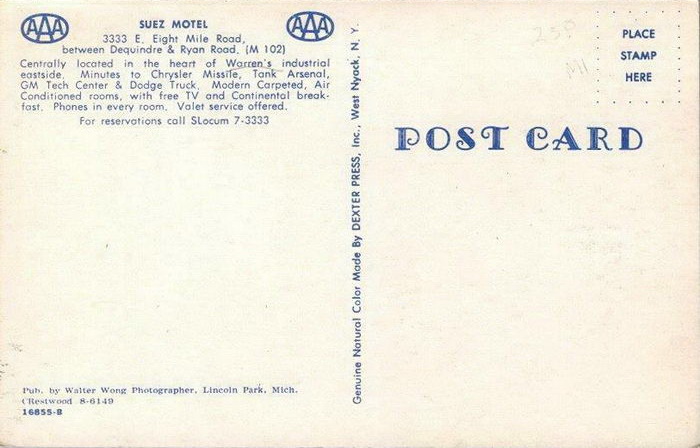 AAA
SUEZ MOTEL
AAA
3333 E. Eight Mile Road,
between Dequindre & Ryan Road, (M 102)
Centrally located in the heart of Warren's industrial
eastside. Minutes to Chrysler Missile, Tank Arsenal,
GM Tech Center & Dodge Truck. Modern Carpeted, Air
Conditioned rooms, with free TV and Continental break-
fast. Phones in every room. Valet service offered.
For reservations call SLocum 7-3333
Pub. by Walter Wong Photographer, Lincoln Park, Mich.
CRestwood 8-6149
16855-B
Genuine Natural Color Made By DEXTER PRESS, Inc., West Nyack, N. Y.
25P
MI
PLACE
STAMP
HERE
POST CARD